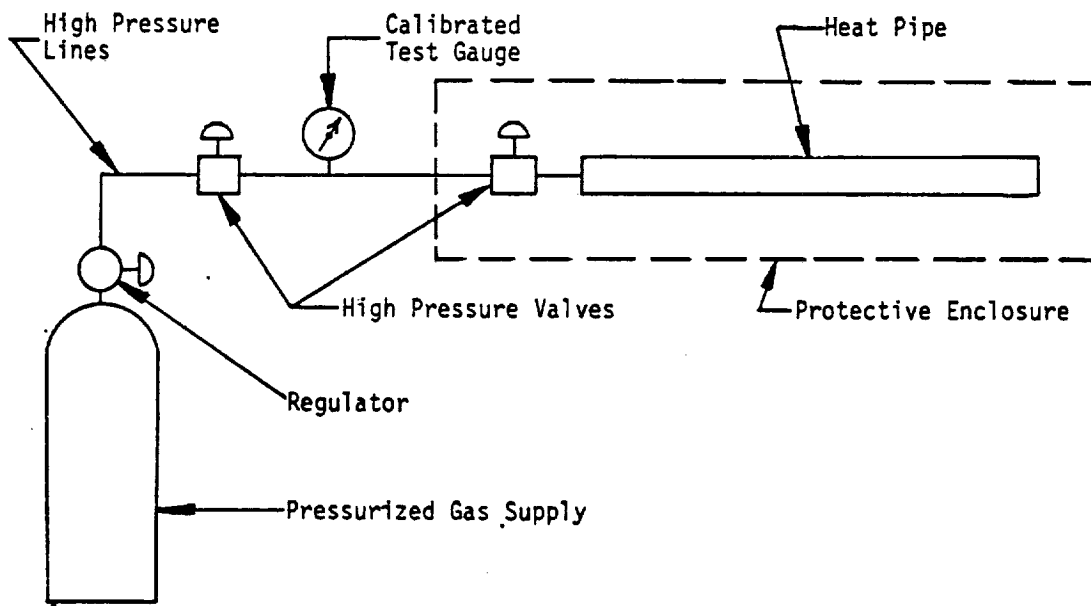 High Pressure
Lines
Calibrated
Test Gauge
Heat Pipe
High Pressure Valves
Protective Enclosure
Regulator
Pressurized Gas Supply